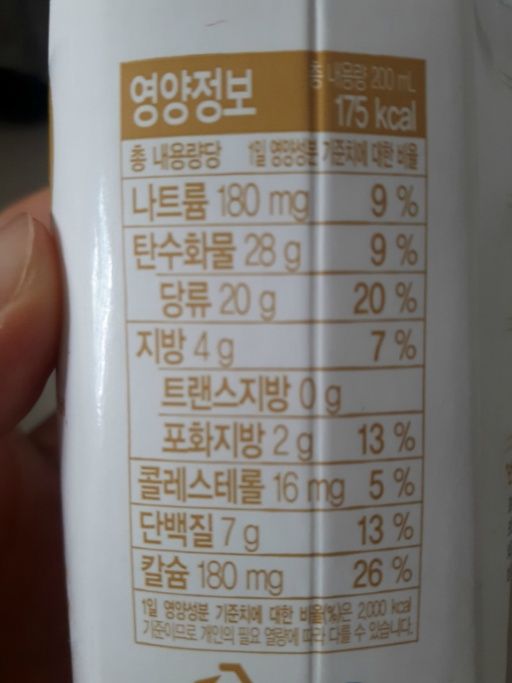 영양정보 총 내용량 200 mL
175 kcal
총 내용량당 1일 영양성분 기준치에 대한 비율
나트륨 180 mg 9 %
탄수화물 28 g 9 %
당류 20 g 20 %
지방 4 g 7 %
트랜스지방 0 g
포화지방 2 g 13 %
콜레스테롤 16 mg 5 %
단백질 7 g 13 %
칼슘 180 mg 26 %
1일 영양성분 기준치에 대한 비율(%)은 2,000 kcal
기준이므로 개인의 필요 열량에 따라 다를 수 있습니다.